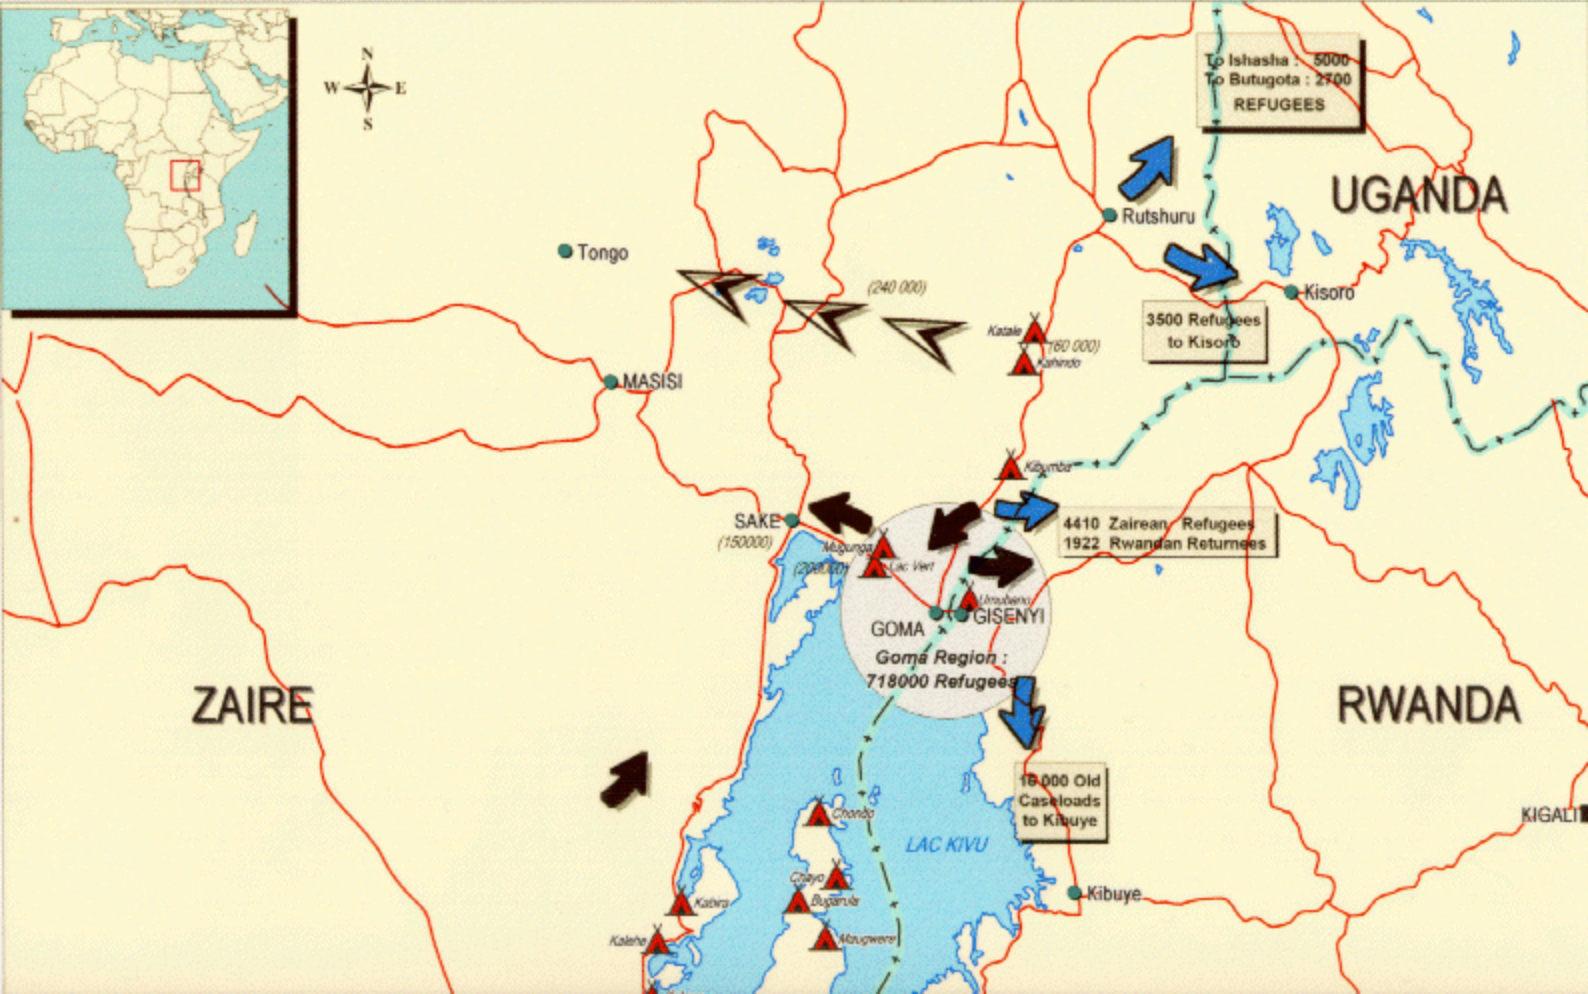 N
W E
S
To Ishasha : 5000
To Butugota : 2700
REFUGEES
UGANDA
Rutshuru
Tongo
Kisoro
(240 000)
3500 Refugees
to Kisoro
Katale
(60 000)
Kahindo
MASISI
Kibumba
SAKE
(150000)
4410 Zairean Refugees
1922 Rwandan Returnees
Mugunga
(200000)
Lac Vert
Umubano
GOMA
GISENYI
Goma Region :
718000 Refugees
ZAIRE
RWANDA
16 000 Old
Caseloads
to Kibuye
Chondo
KIGALI
LAC KIVU
Chayo
Kabira
Bugarula
Kibuye
Kalehe
Maugwere